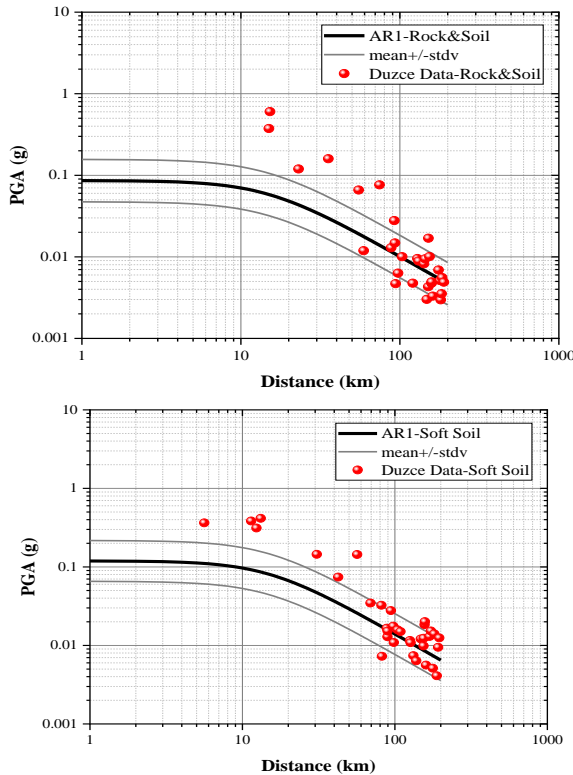 10
1
0.1
0.01
0.001
PGA (g)
AR1-Rock&Soil
mean+/-stdv
Duzce Data-Rock&Soil
1
10
100
1000
Distance (km)
10
1
0.1
0.01
0.001
PGA (g)
AR1-Soft Soil
mean+/-stdv
Duzce Data-Soft Soil
1
10
100
1000
Distance (km)